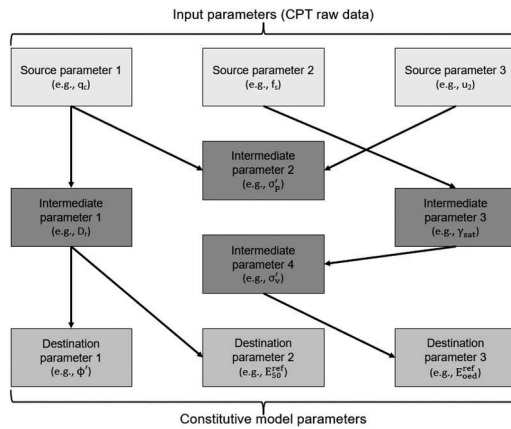 Input parameters (CPT raw data)
Source parameter 1
(e.g., q_c)
Source parameter 2
(e.g., f_s)
Source parameter 3
(e.g., u_2)
Intermediate
parameter 2
(e.g., σ′_p)
Intermediate
parameter 1
(e.g., D_r)
Intermediate
parameter 3
(e.g., γ_sat)
Intermediate
parameter 4
(e.g., σ′_v)
Destination
parameter 1
(e.g., ϕ′)
Destination
parameter 2
(e.g., E_50^ref)
Destination
parameter 3
(e.g., E_oed^ref)
Constitutive model parameters